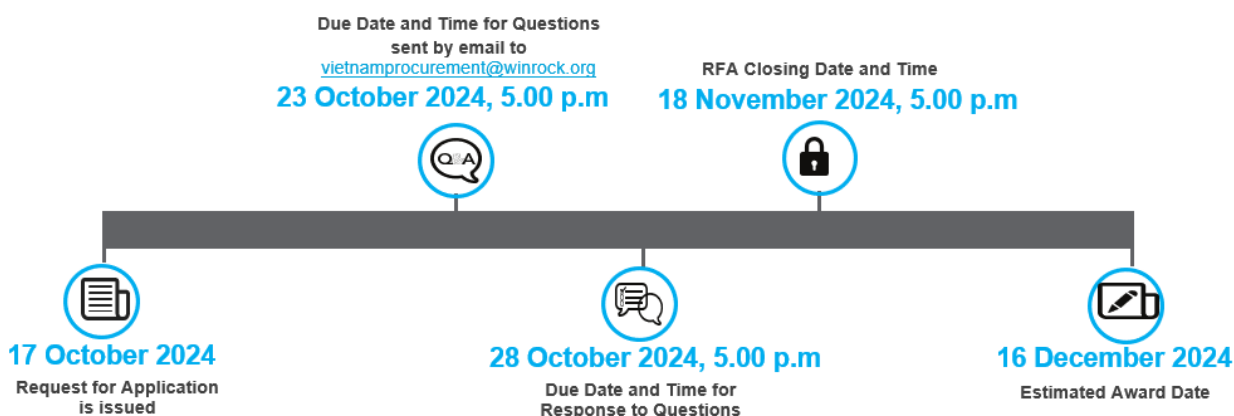 Due Date and Time for Questions
sent by email to
vietnamprocurement@winrock.org
23 October 2024, 5.00 p.m
RFA Closing Date and Time
18 November 2024, 5.00 p.m
Q&A
17 October 2024
Request for Application
is issued
28 October 2024, 5.00 p.m
Due Date and Time for
Response to Questions
16 December 2024
Estimated Award Date